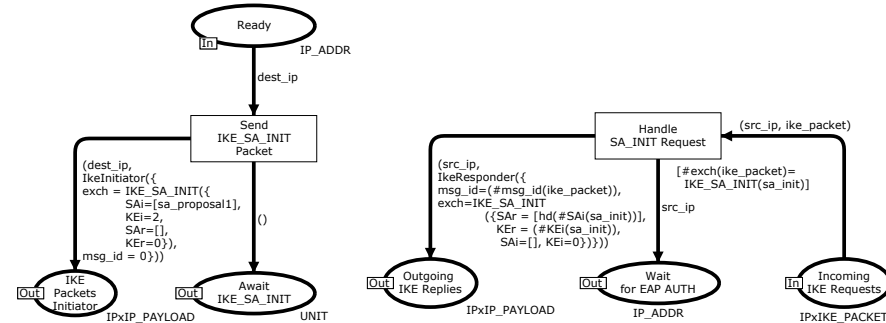 Ready
In
IP_ADDR
dest_ip
Send
IKE_SA_INIT
Packet
(dest_ip,
IkeInitiator({
exch = IKE_SA_INIT({
SAi=[sa_proposal1],
KEi=2,
SAr=[],
KEr=0}),
msg_id = 0}))
()
IKE
Packets
Initiator
Out
IPxIP_PAYLOAD
Await
IKE_SA_INIT
Out
UNIT
Handle
SA_INIT Request
(src_ip, ike_packet)
[#exch(ike_packet)=
IKE_SA_INIT(sa_init)]
(src_ip,
IkeResponder({
msg_id=(#msg_id(ike_packet)),
exch=IKE_SA_INIT
({SAr = [hd(#SAi(sa_init))],
KEr = (#KEi(sa_init)),
SAi=[], KEi=0})}))
src_ip
Outgoing
IKE Replies
Out
IPxIP_PAYLOAD
Wait
for EAP AUTH
Out
IP_ADDR
Incoming
IKE Requests
In
IPxIKE_PACKET